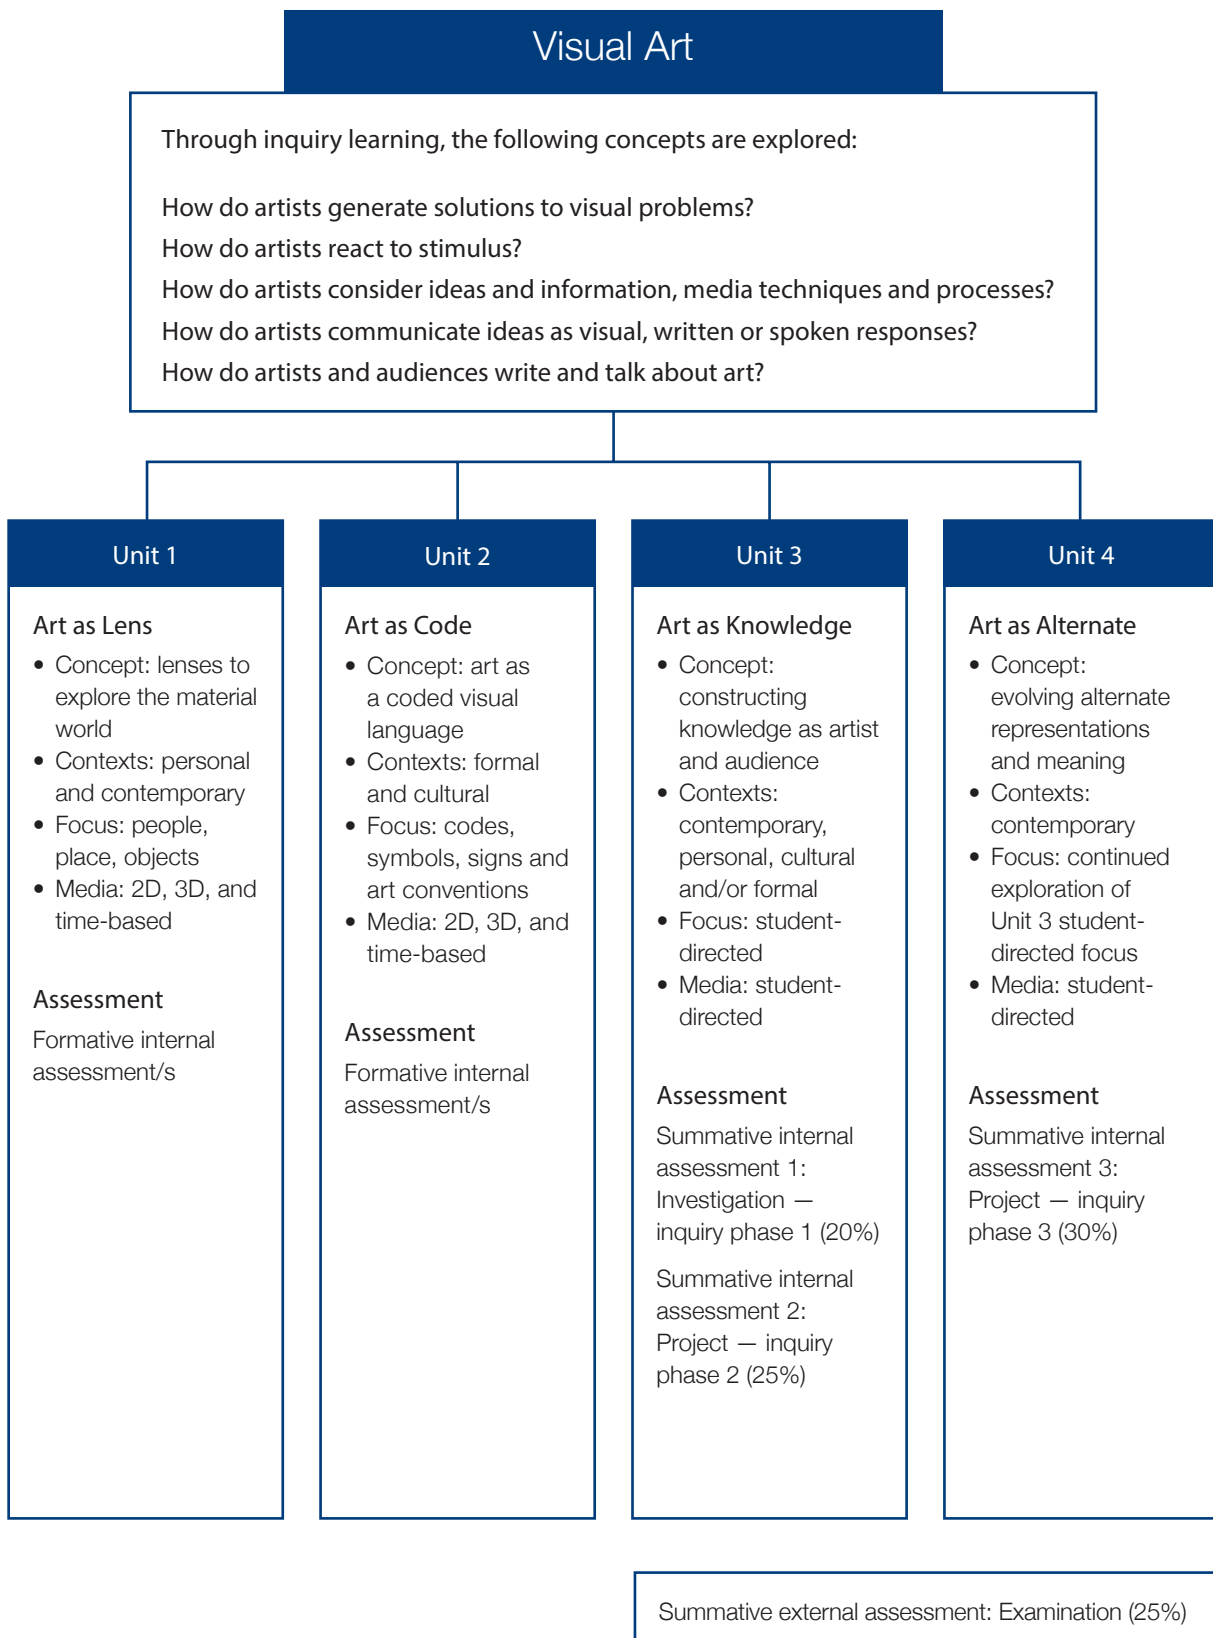 Visual Art
Through inquiry learning, the following concepts are explored:
How do artists generate solutions to visual problems?
How do artists react to stimulus?
How do artists consider ideas and information, media techniques and processes?
How do artists communicate ideas as visual, written or spoken responses?
How do artists and audiences write and talk about art?
Unit 1
Art as Lens
• Concept: lenses to
explore the material
world
• Contexts: personal
and contemporary
• Focus: people,
place, objects
• Media: 2D, 3D, and
time-based
Assessment
Formative internal
assessment/s
Unit 2
Art as Code
• Concept: art as
a coded visual
language
• Contexts: formal
and cultural
• Focus: codes,
symbols, signs and
art conventions
• Media: 2D, 3D, and
time-based
Assessment
Formative internal
assessment/s
Unit 3
Art as Knowledge
• Concept:
constructing
knowledge as artist
and audience
• Contexts:
contemporary,
personal, cultural
and/or formal
• Focus: student-
directed
• Media: student-
directed
Assessment
Summative internal
assessment 1:
Investigation —
inquiry phase 1 (20%)
Summative internal
assessment 2:
Project — inquiry
phase 2 (25%)
Unit 4
Art as Alternate
• Concept:
evolving alternate
representations
and meaning
• Contexts:
contemporary
• Focus: continued
exploration of
Unit 3 student-
directed focus
• Media: student-
directed
Assessment
Summative internal
assessment 3:
Project — inquiry
phase 3 (30%)
Summative external assessment: Examination (25%)